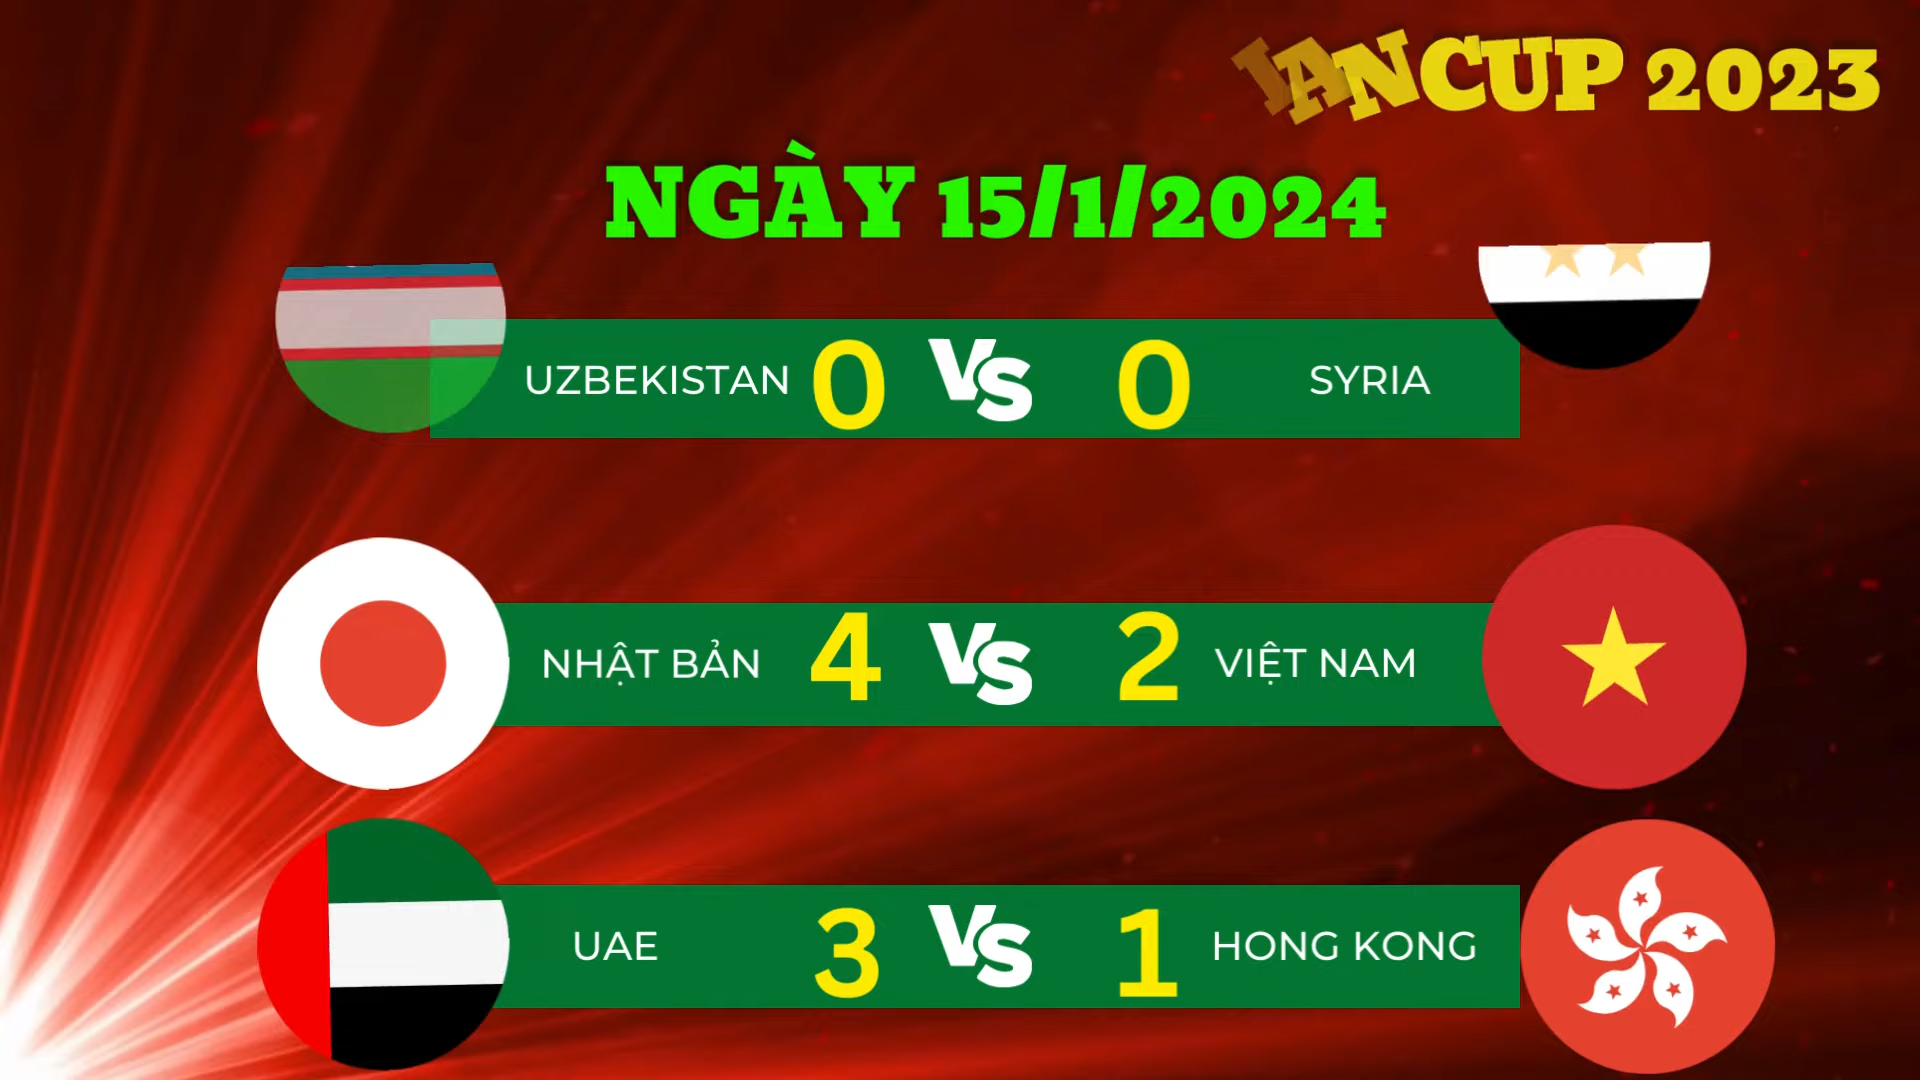 IANCUP 2023
NGÀY 15/1/2024
UZBEKISTAN 0 VS 0 SYRIA
NHẬT BẢN 4 VS 2 VIỆT NAM
UAE 3 VS 1 HONG KONG